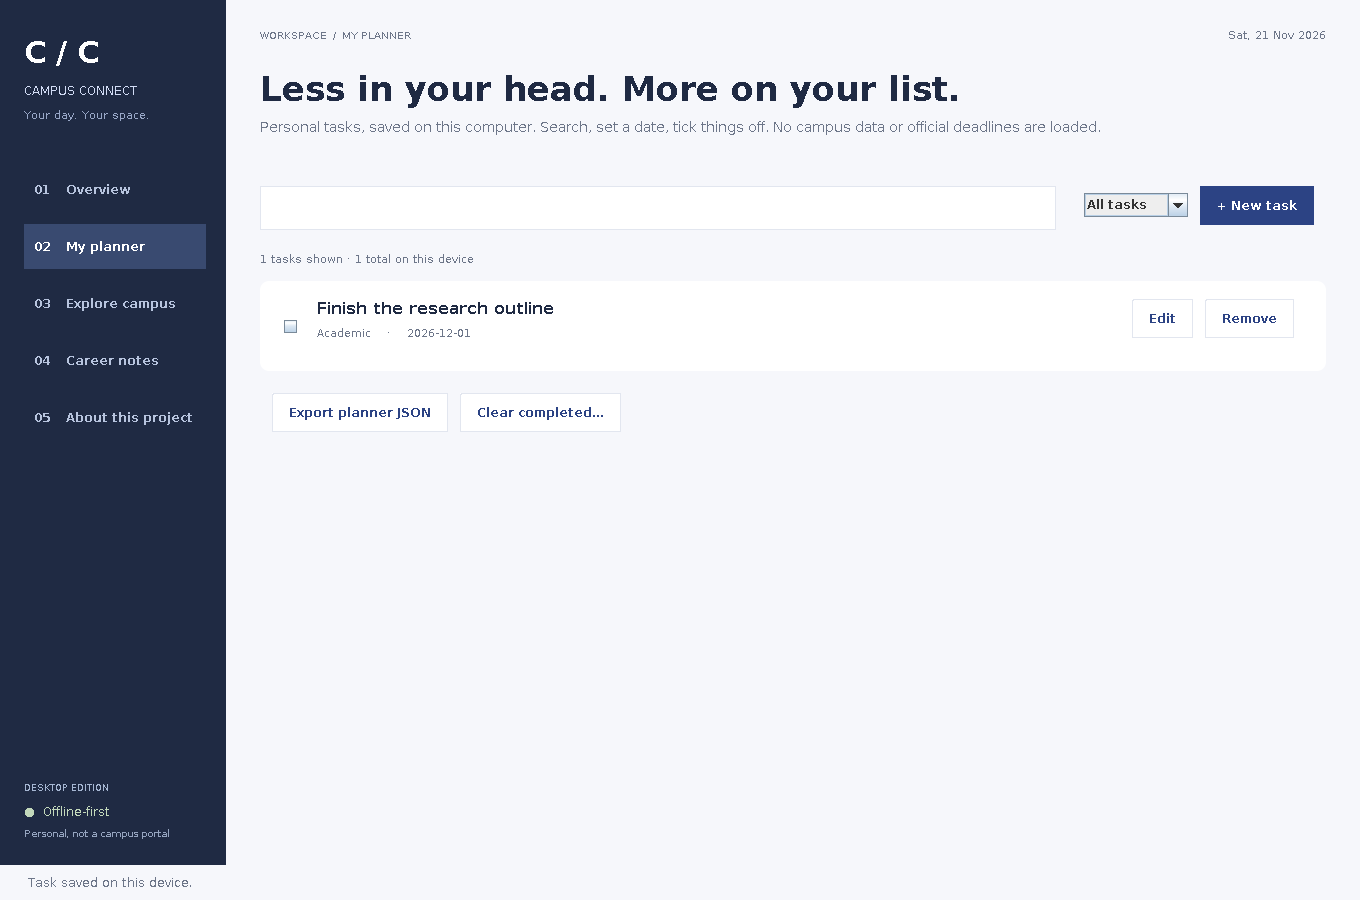 C / C
CAMPUS CONNECT
Your day. Your space.
01 Overview
02 My planner
03 Explore campus
04 Career notes
05 About this project
DESKTOP EDITION
Offline-first
Personal, not a campus portal
Task saved on this device.
WORKSPACE / MY PLANNER
Sat, 21 Nov 2026
Less in your head. More on your list.
Personal tasks, saved on this computer. Search, set a date, tick things off. No campus data or official deadlines are loaded.
All tasks
+ New task
1 tasks shown · 1 total on this device
Finish the research outline
Academic · 2026-12-01
Edit
Remove
Export planner JSON
Clear completed...